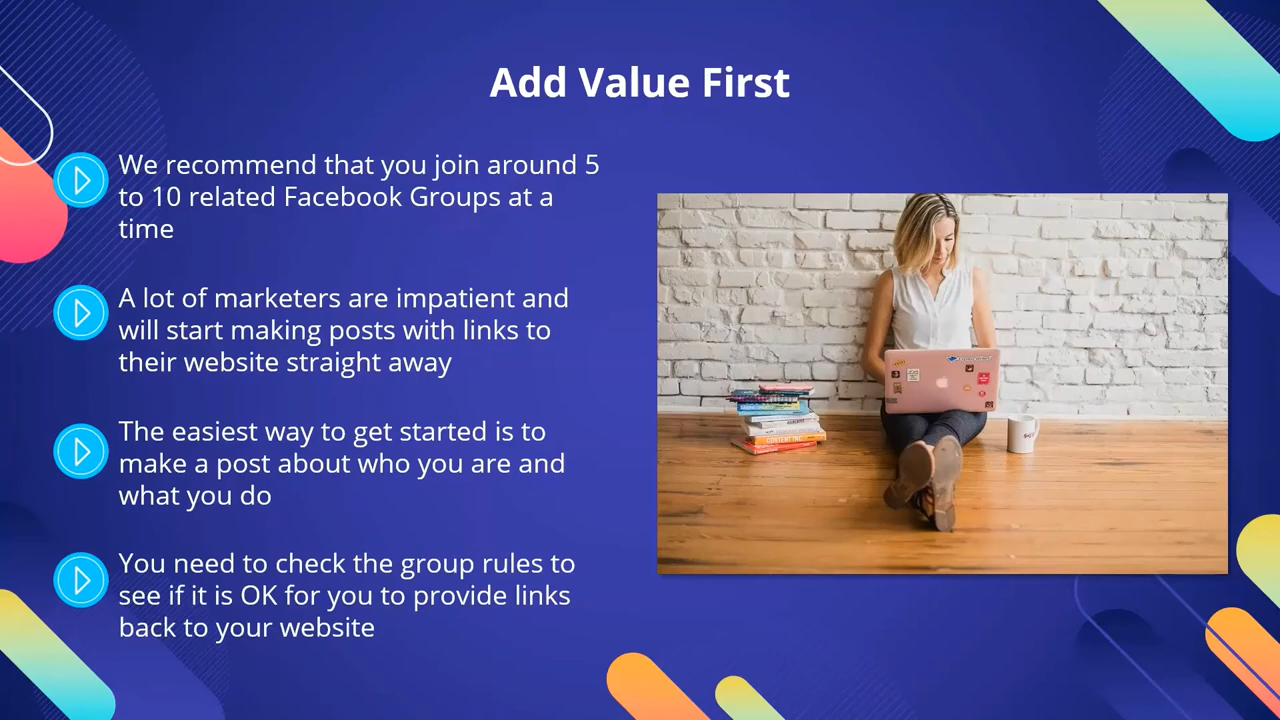 Add Value First
We recommend that you join around 5
to 10 related Facebook Groups at a
time
A lot of marketers are impatient and
will start making posts with links to
their website straight away
The easiest way to get started is to
make a post about who you are and
what you do
You need to check the group rules to
see if it is OK for you to provide links
back to your website
CONTENT INC.